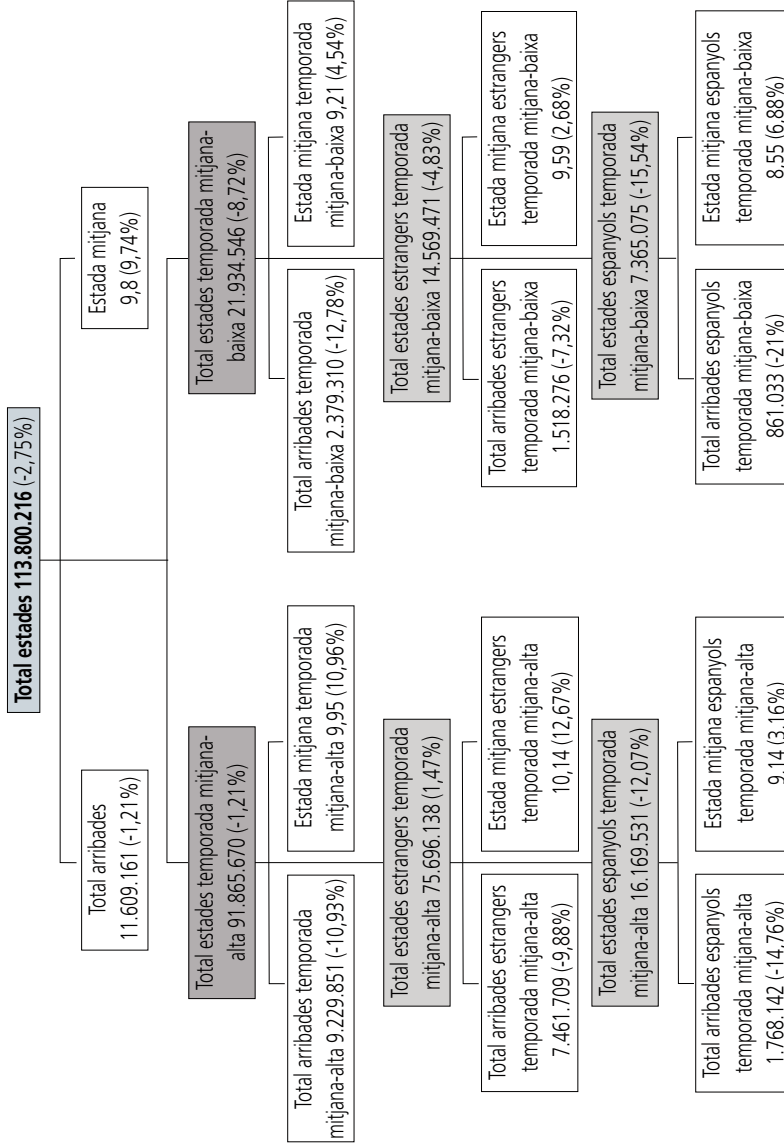 Total estades 113.800.216 (-2,75%)
Total arribades
11.609.161 (-1,21%)
Estada mitjana
9,8 (9,74%)
Total estades temporada mitjana-
alta 91.865.670 (-1,21%)
Total arribades temporada
mitjana-alta 9.229.851 (-10,93%)
Estada mitjana temporada
mitjana-alta 9,95 (10,96%)
Total estades estrangers temporada
mitjana-alta 75.696.138 (1,47%)
Total arribades estrangers
temporada mitjana-alta
7.461.709 (-9,88%)
Estada mitjana estrangers
temporada mitjana-alta
10,14 (12,67%)
Total estades espanyols temporada
mitjana-alta 16.169.531 (-12,07%)
Total arribades espanyols
temporada mitjana-alta
1.768.142 (-14,76%)
Estada mitjana espanyols
temporada mitjana-alta
9,14 (3,16%)
Total estades temporada mitjana-
baixa 21.934.546 (-8,72%)
Total arribades temporada
mitjana-baixa 2.379.310 (-12,78%)
Estada mitjana temporada
mitjana-baixa 9,21 (4,54%)
Total estades estrangers temporada
mitjana-baixa 14.569.471 (-4,83%)
Total arribades estrangers
temporada mitjana-baixa
1.518.276 (-7,32%)
Estada mitjana estrangers
temporada mitjana-baixa
9,59 (2,68%)
Total estades espanyols temporada
mitjana-baixa 7.365.075 (-15,54%)
Total arribades espanyols
temporada mitjana-baixa
861.033 (-21%)
Estada mitjana espanyols
temporada mitjana-baixa
8,55 (6,88%)